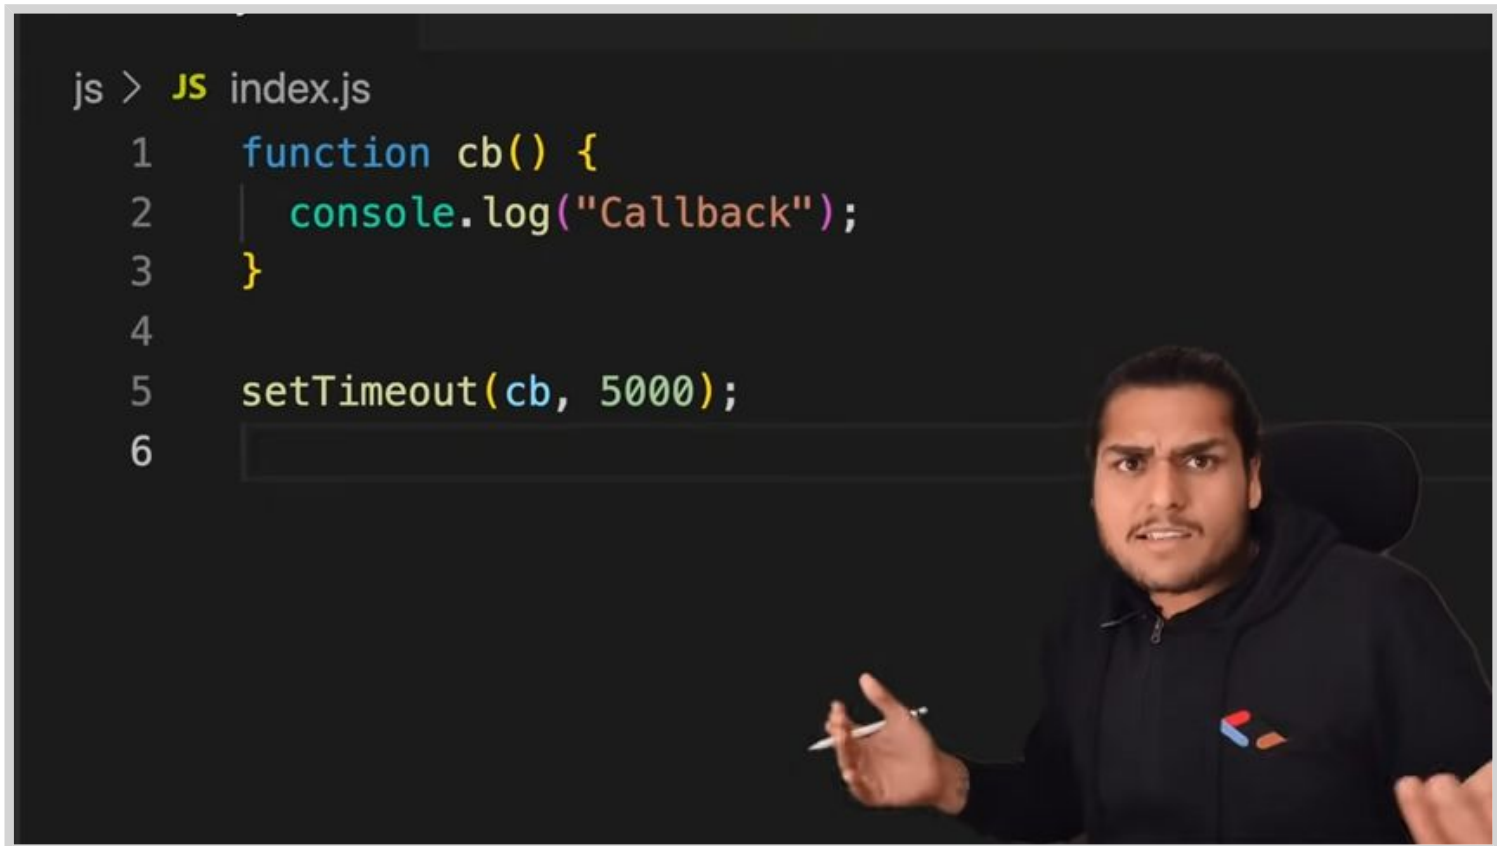 js > JS index.js
1 function cb() {
2 console.log("Callback");
3 }
4
5 setTimeout(cb, 5000);
6